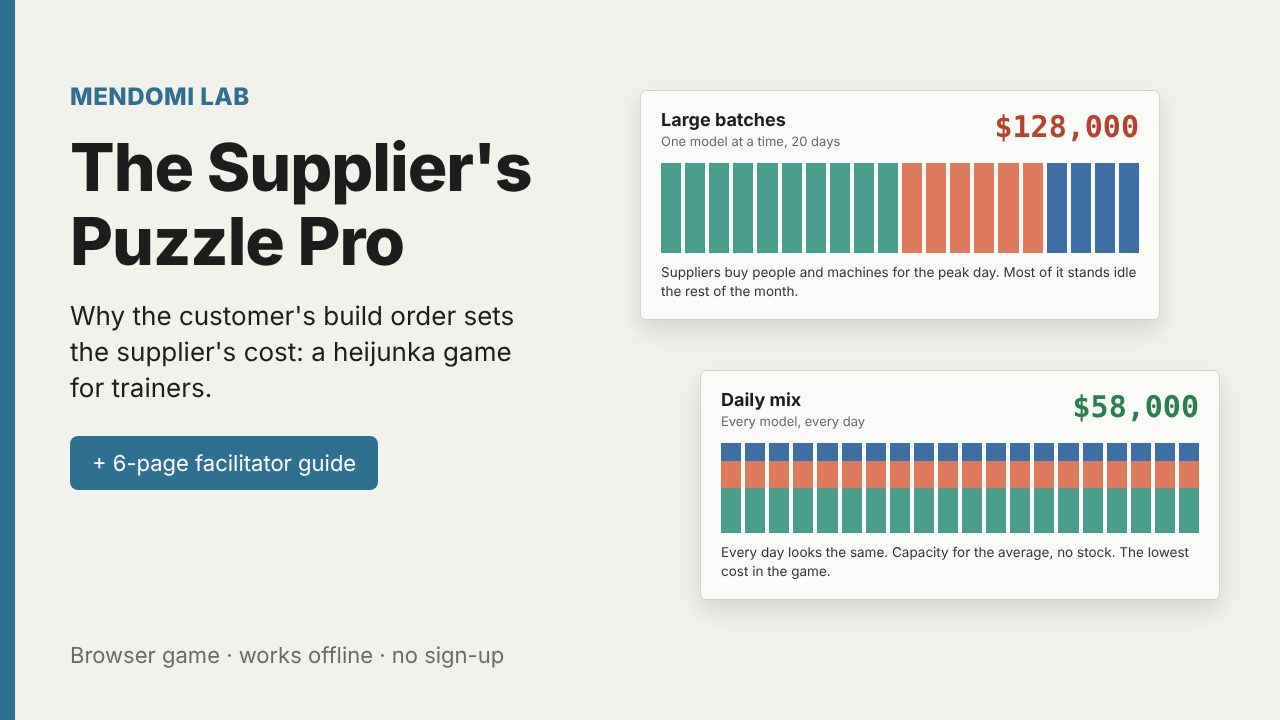 MENDOMI LAB
The Supplier's
Puzzle Pro
Why the customer's build order sets
the supplier's cost: a heijunka game
for trainers.
+ 6-page facilitator guide
Browser game · works offline · no sign-up
Large batches
$128,000
One model at a time, 20 days
Suppliers buy people and machines for the peak day. Most of it stands idle
the rest of the month.
Daily mix
$58,000
Every model, every day
Every day looks the same. Capacity for the average, no stock. The lowest
cost in the game.